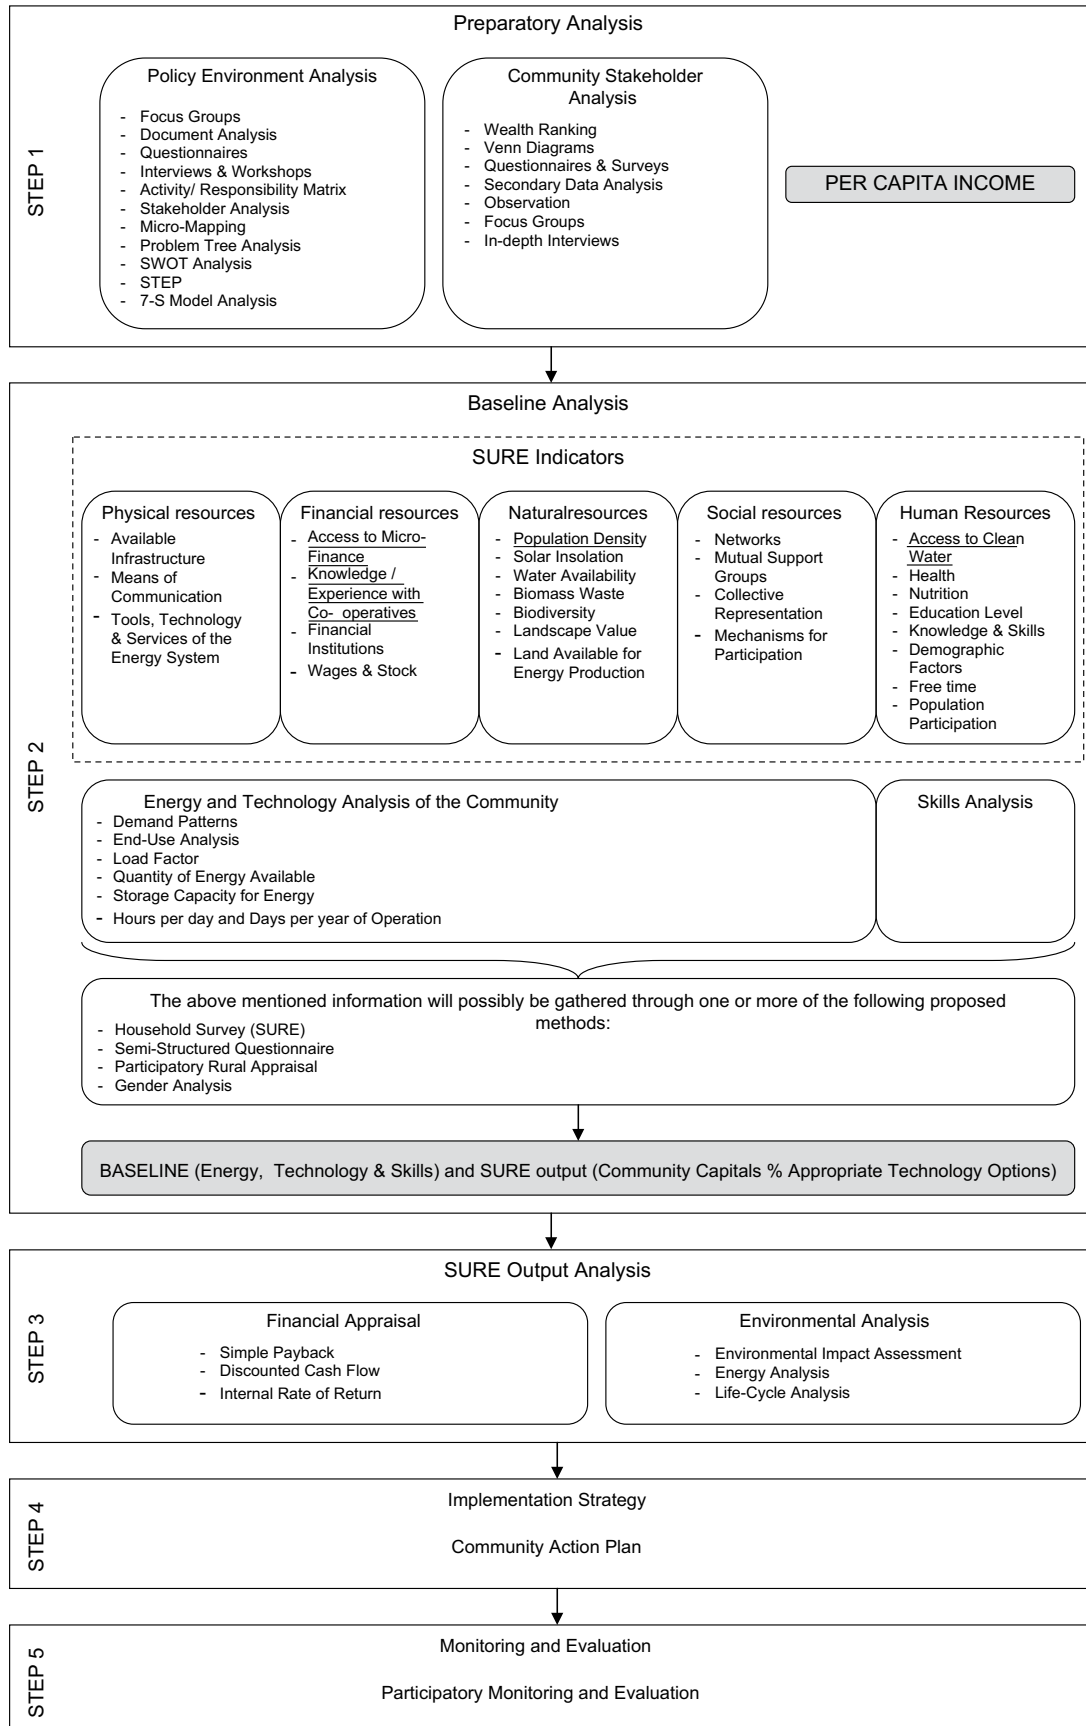 STEP 1
Preparatory Analysis
Policy Environment Analysis
- Focus Groups
- Document Analysis
- Questionnaires
- Interviews & Workshops
- Activity/ Responsibility Matrix
- Stakeholder Analysis
- Micro-Mapping
- Problem Tree Analysis
- SWOT Analysis
- STEP
- 7-S Model Analysis
Community Stakeholder
Analysis
- Wealth Ranking
- Venn Diagrams
- Questionnaires & Surveys
- Secondary Data Analysis
- Observation
- Focus Groups
- In-depth Interviews
PER CAPITA INCOME
STEP 2
Baseline Analysis
SURE Indicators
Physical resources
- Available
Infrastructure
- Means of
Communication
- Tools, Technology
& Services of the
Energy System
Financial resources
- Access to Micro-
Finance
- Knowledge /
Experience with
Co- operatives
- Financial
Institutions
- Wages & Stock
Naturalresources
- Population Density
- Solar Insolation
- Water Availability
- Biomass Waste
- Biodiversity
- Landscape Value
- Land Available for
Energy Production
Social resources
- Networks
- Mutual Support
Groups
- Collective
Representation
- Mechanisms for
Participation
Human Resources
- Access to Clean
Water
- Health
- Nutrition
- Education Level
- Knowledge & Skills
- Demographic
Factors
- Free time
- Population
Participation
Energy and Technology Analysis of the Community
- Demand Patterns
- End-Use Analysis
- Load Factor
- Quantity of Energy Available
- Storage Capacity for Energy
- Hours per day and Days per year of Operation
Skills Analysis
The above mentioned information will possibly be gathered through one or more of the following proposed
methods:
- Household Survey (SURE)
- Semi-Structured Questionnaire
- Participatory Rural Appraisal
- Gender Analysis
BASELINE (Energy, Technology & Skills) and SURE output (Community Capitals % Appropriate Technology Options)
STEP 3
SURE Output Analysis
Financial Appraisal
- Simple Payback
- Discounted Cash Flow
- Internal Rate of Return
Environmental Analysis
- Environmental Impact Assessment
- Energy Analysis
- Life-Cycle Analysis
STEP 4
Implementation Strategy
Community Action Plan
STEP 5
Monitoring and Evaluation
Participatory Monitoring and Evaluation